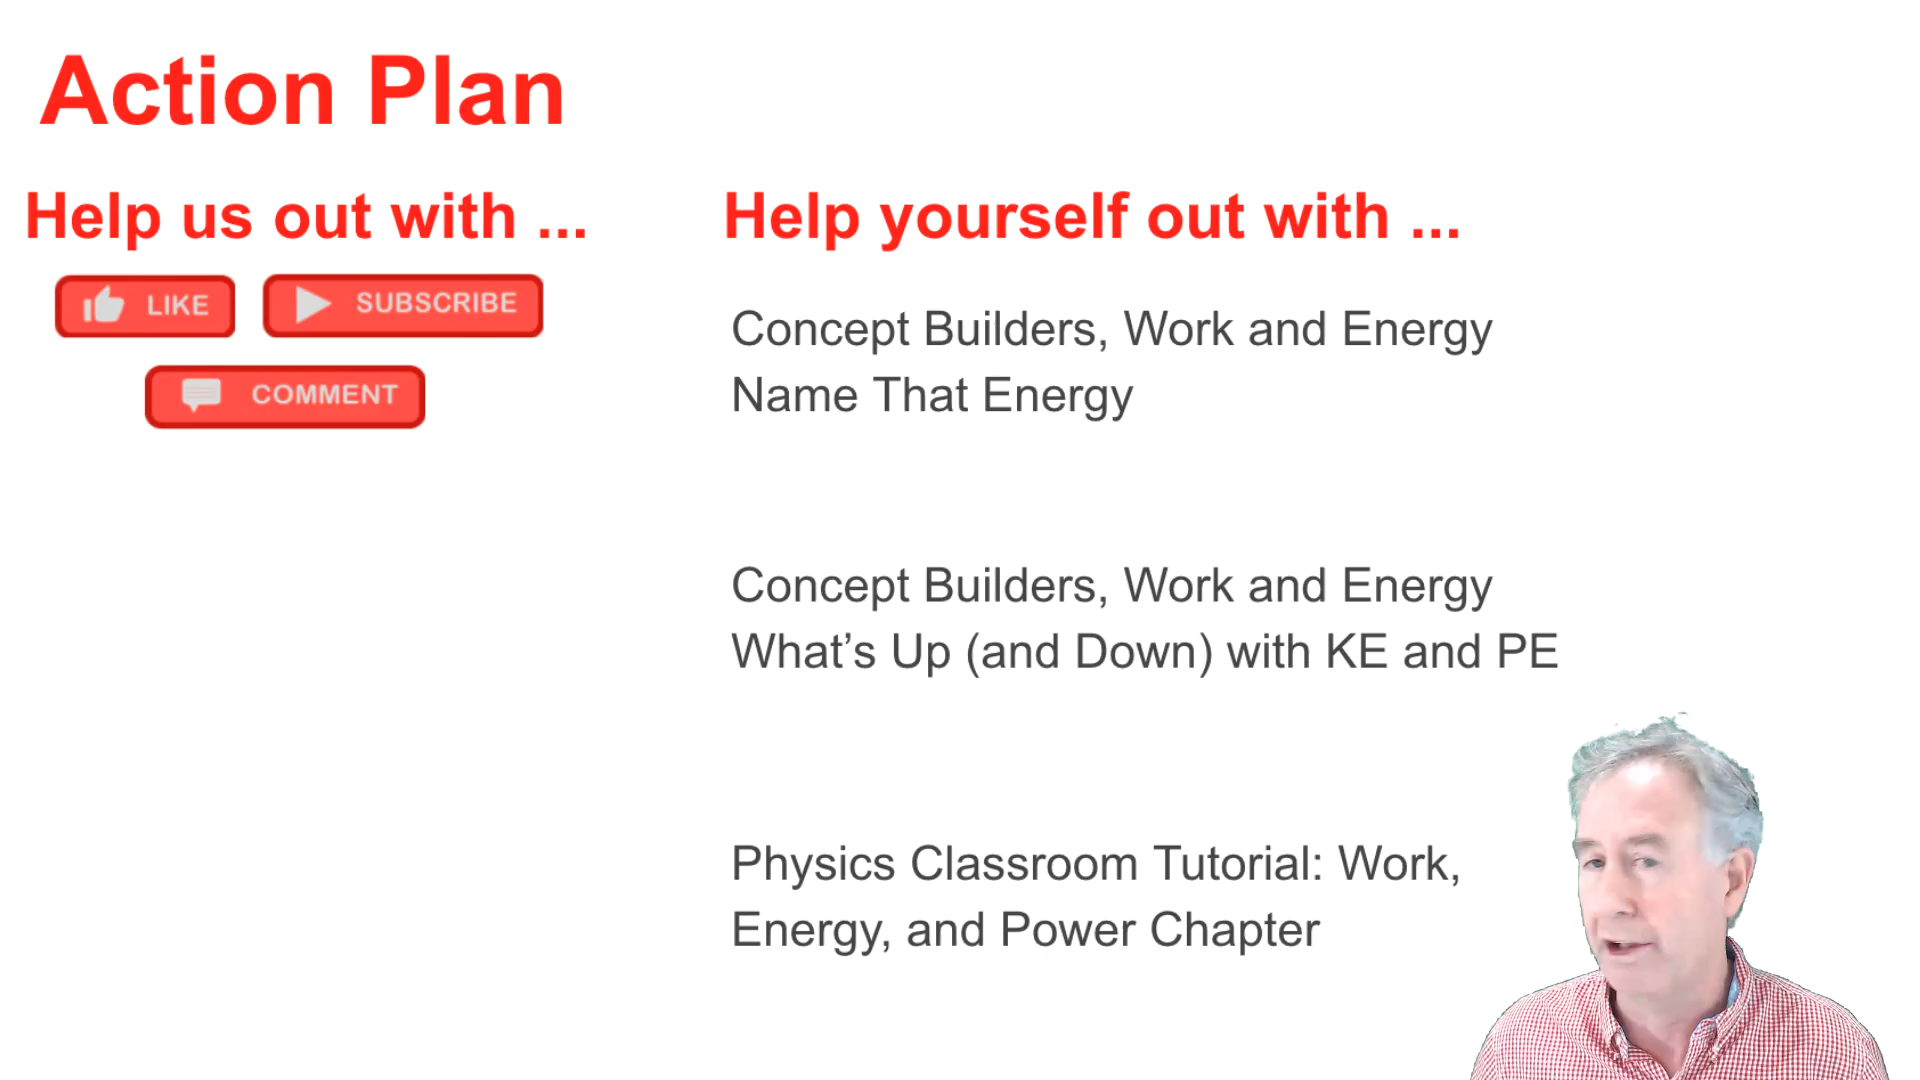 Action Plan
Help us out with ...
LIKE
SUBSCRIBE
COMMENT
Help yourself out with ...
Concept Builders, Work and Energy
Name That Energy
Concept Builders, Work and Energy
What’s Up (and Down) with KE and PE
Physics Classroom Tutorial: Work,
Energy, and Power Chapter